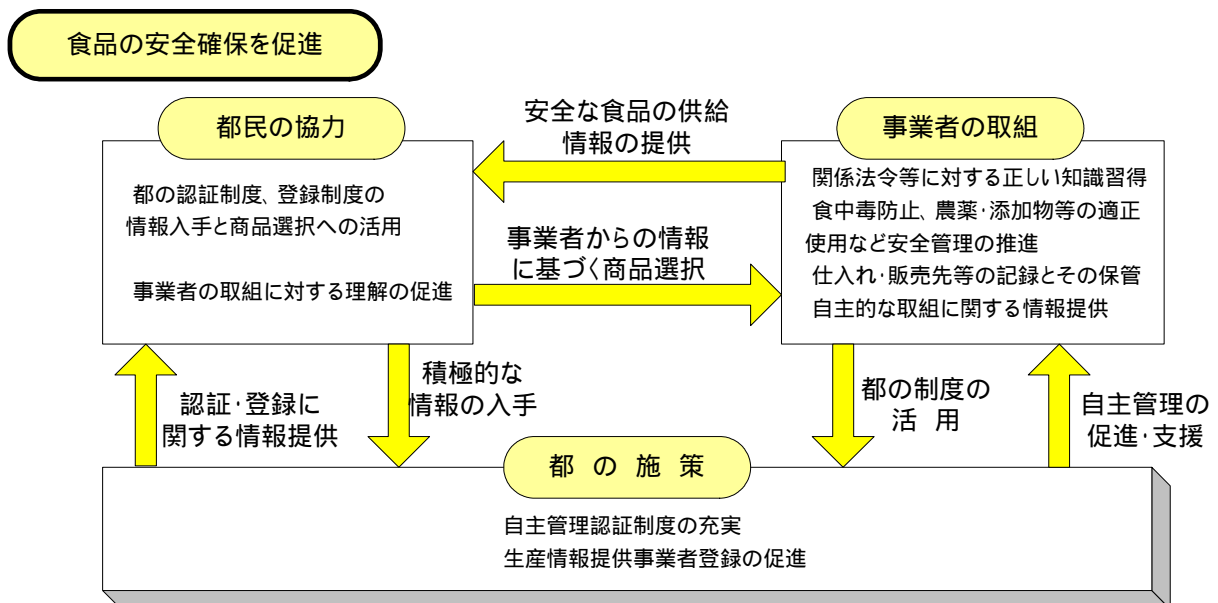 食品の安全確保を促進
都民の協力
都の認証制度、登録制度の
情報入手と商品選択への活用
事業者の取組に対する理解の促進
安全な食品の供給
情報の提供
事業者からの情報
に基づく商品選択
事業者の取組
関係法令等に対する正しい知識習得
食中毒防止、農薬・添加物等の適正
使用など安全管理の推進
仕入れ・販売先等の記録とその保管
自主的な取組に関する情報提供
認証・登録に
関する情報提供
積極的な
情報の入手
都の制度の
活 用
自主管理の
促進・支援
都 の 施 策
自主管理認証制度の充実
生産情報提供事業者登録の促進